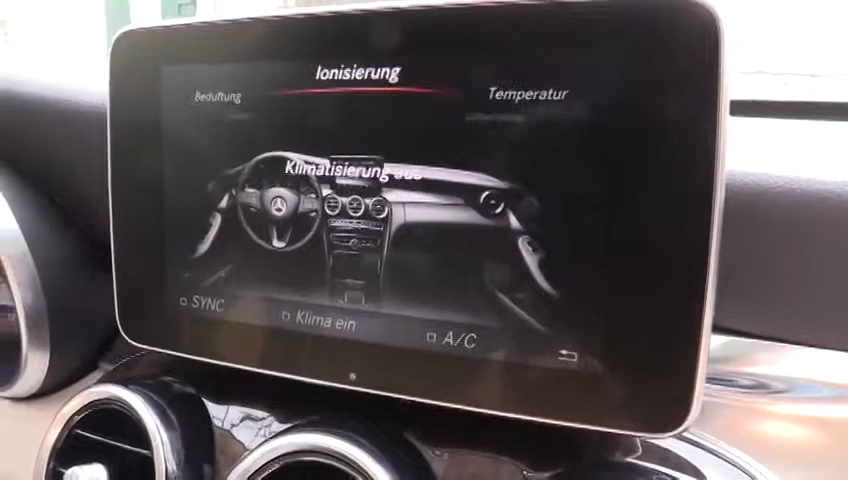 Ionisierung
Beduftung
Temperatur
Klimatisierung aus
SYNC
Klima ein
A/C